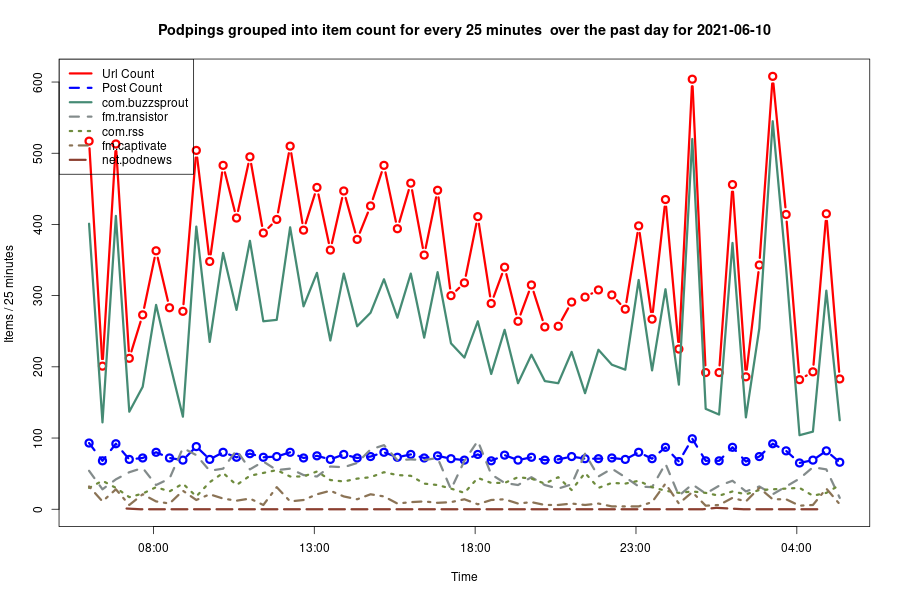 Podpings grouped into item count for every 25 minutes  over the past day for 2021-06-10
Url Count
Post Count
com.buzzsprout
fm.transistor
com.rss
fm.captivate
net.podnews
Items / 25 minutes
600
500
400
300
200
100
0
08:00
13:00
18:00
23:00
04:00
Time